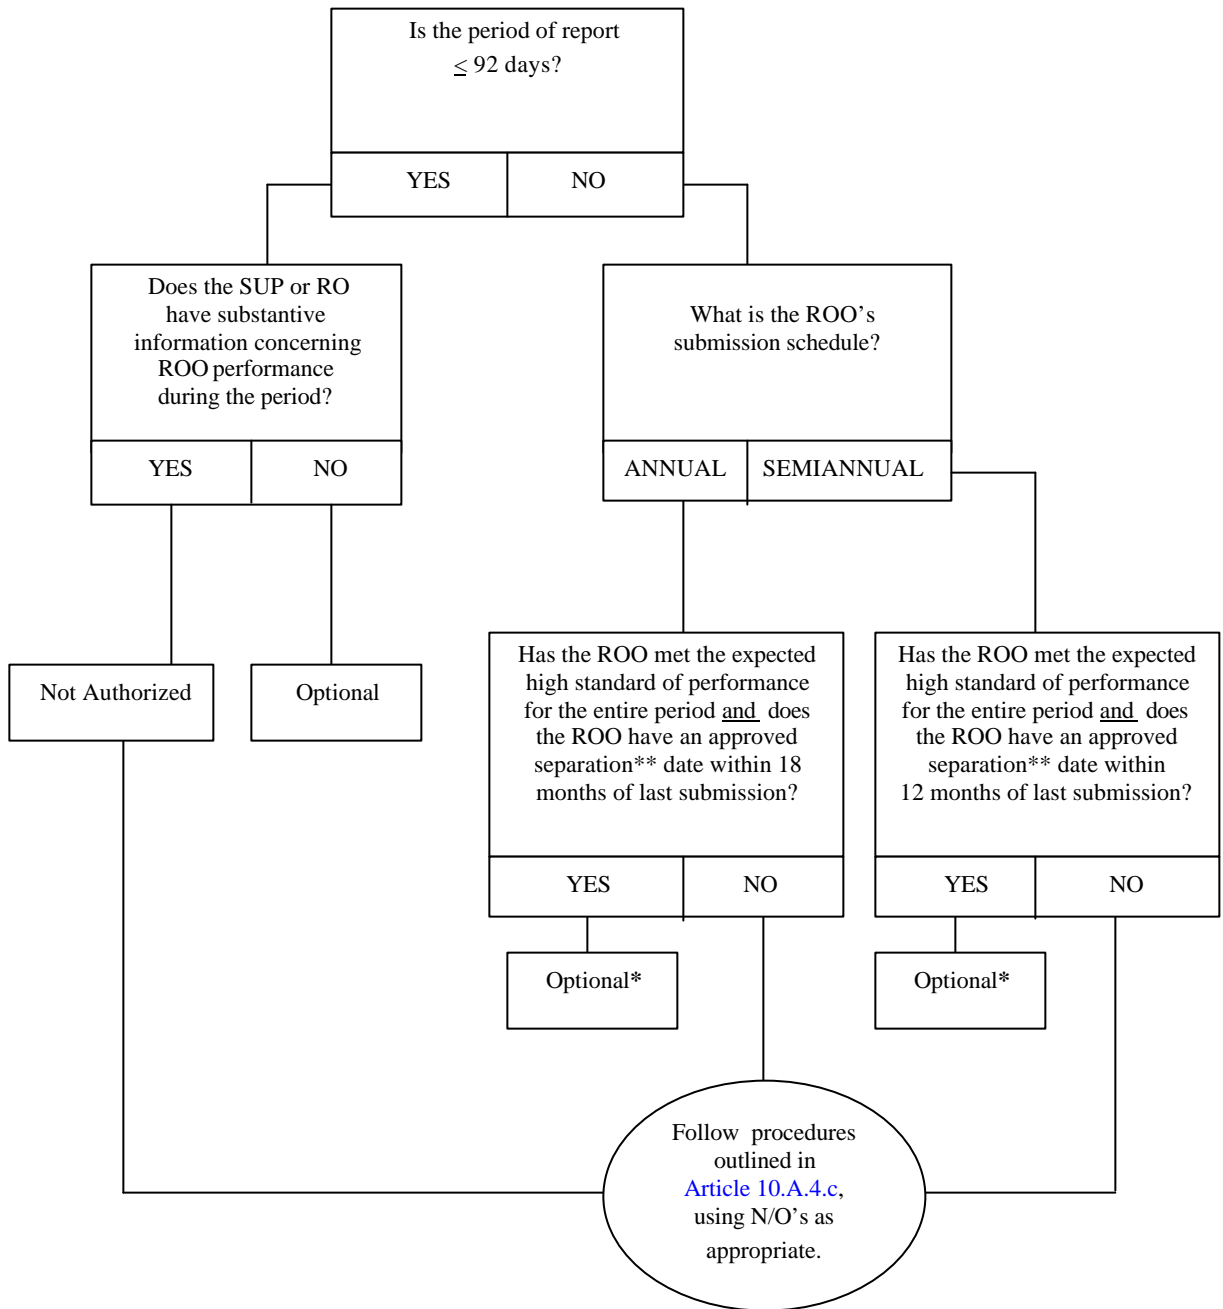 Is the period of report
≤ 92 days?
YES
NO
Does the SUP or RO
have substantive
information concerning
ROO performance
during the period?
YES
NO
What is the ROO’s
submission schedule?
ANNUAL
SEMIANNUAL
Not Authorized
Optional
Has the ROO met the expected
high standard of performance
for the entire period and does
the ROO have an approved
separation** date within 18
months of last submission?
YES
NO
Has the ROO met the expected
high standard of performance
for the entire period and does
the ROO have an approved
separation** date within
12 months of last submission?
YES
NO
Optional*
Optional*
Follow procedures
outlined in
Article 10.A.4.c,
using N/O’s as
appropriate.